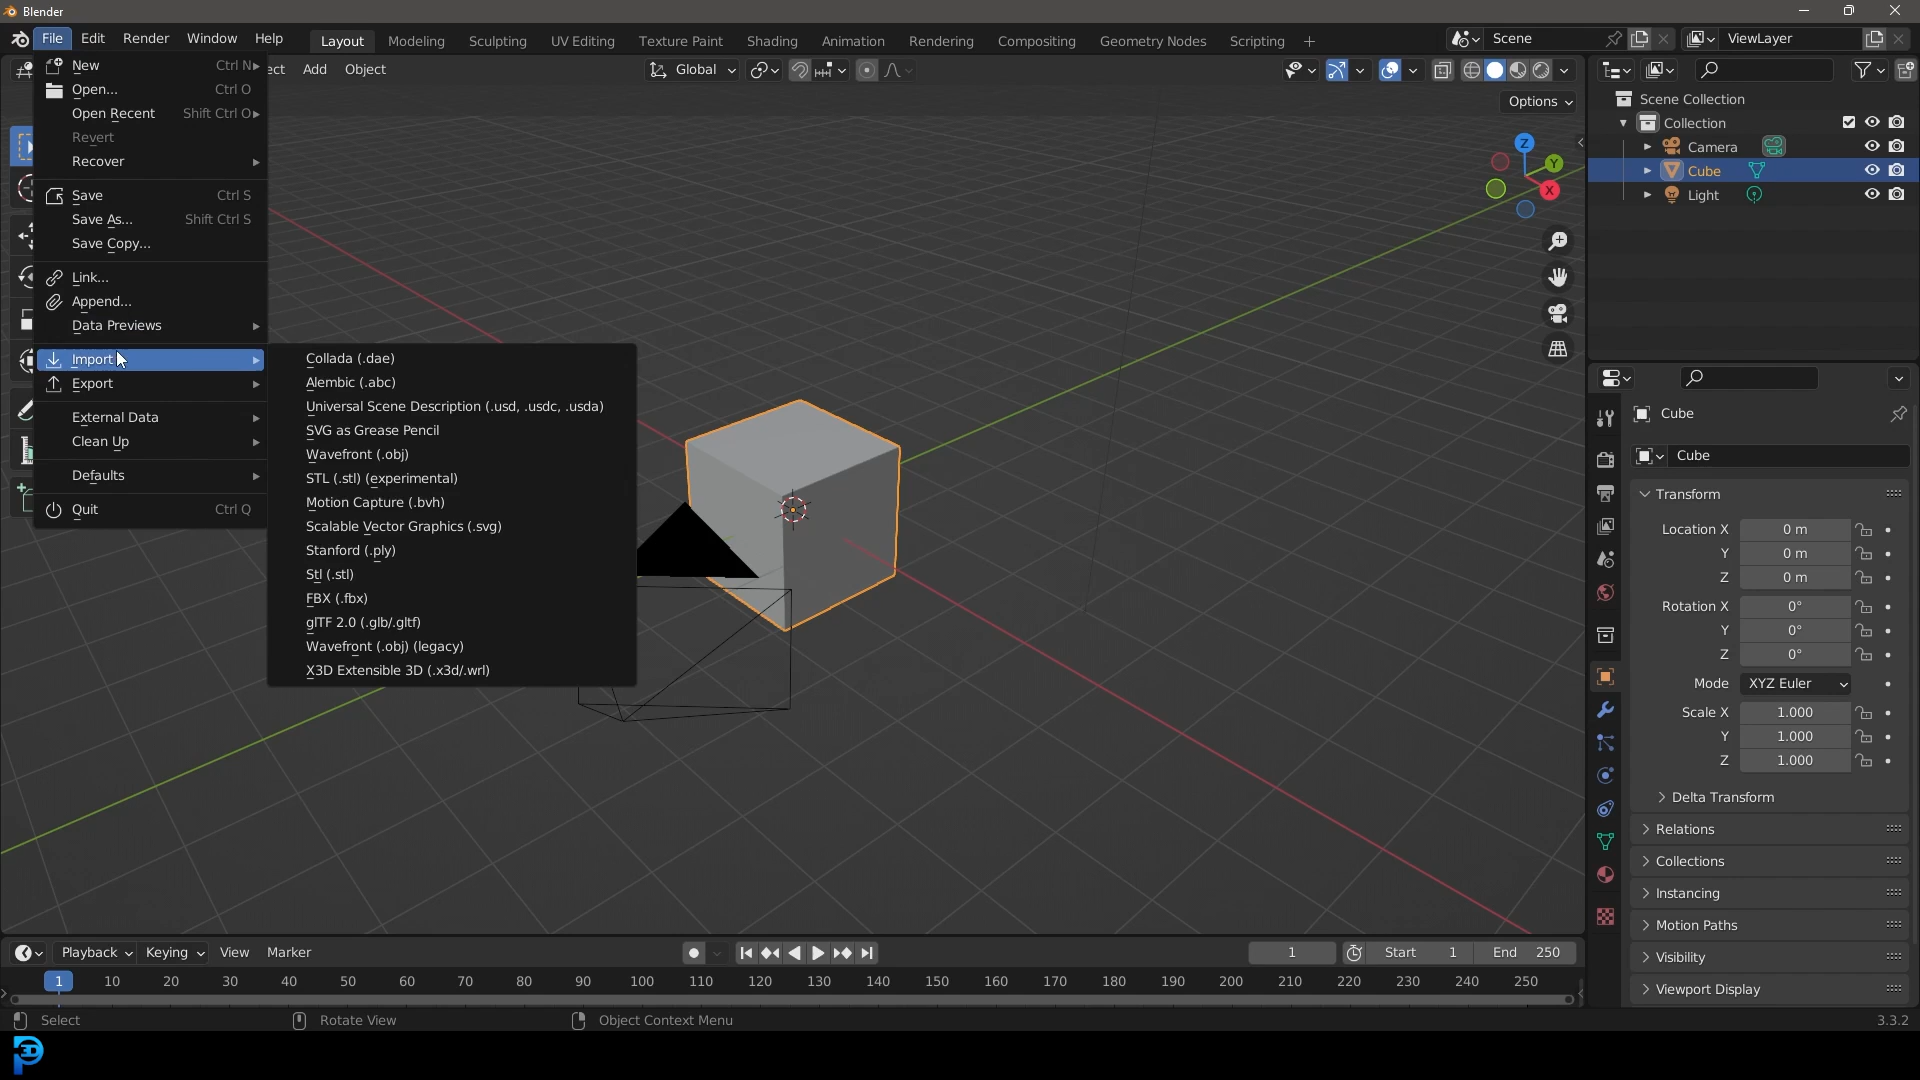 Blender
File Edit Render Window Help Layout Modeling Sculpting UV Editing Texture Paint Shading Animation Rendering Compositing Geometry Nodes Scripting + Scene ViewLayer
ect Add Object Global
Options
New Ctrl N
Open... Ctrl O
Open Recent Shift Ctrl O
Revert
Recover
Save Ctrl S
Save As... Shift Ctrl S
Save Copy...
Link...
Append...
Data Previews
Import
Export
External Data
Clean Up
Defaults
Quit Ctrl Q
Collada (.dae)
Alembic (.abc)
Universal Scene Description (.usd, .usdc, .usda)
SVG as Grease Pencil
Wavefront (.obj)
STL (.stl) (experimental)
Motion Capture (.bvh)
Scalable Vector Graphics (.svg)
Stanford (.ply)
Stl (.stl)
FBX (.fbx)
glTF 2.0 (.glb/.gltf)
Wavefront (.obj) (legacy)
X3D Extensible 3D (.x3d/.wrl)
Z
Y
X
Scene Collection
Collection
Camera
Cube
Light
Cube
Cube
Transform
Location X 0 m
Y 0 m
Z 0 m
Rotation X 0°
Y 0°
Z 0°
Mode XYZ Euler
Scale X 1.000
Y 1.000
Z 1.000
Delta Transform
Relations
Collections
Instancing
Motion Paths
Visibility
Viewport Display
Playback Keying View Marker 1 Start 1 End 250
1 10 20 30 40 50 60 70 80 90 100 110 120 130 140 150 160 170 180 190 200 210 220 230 240 250
Select Rotate View Object Context Menu 3.3.2